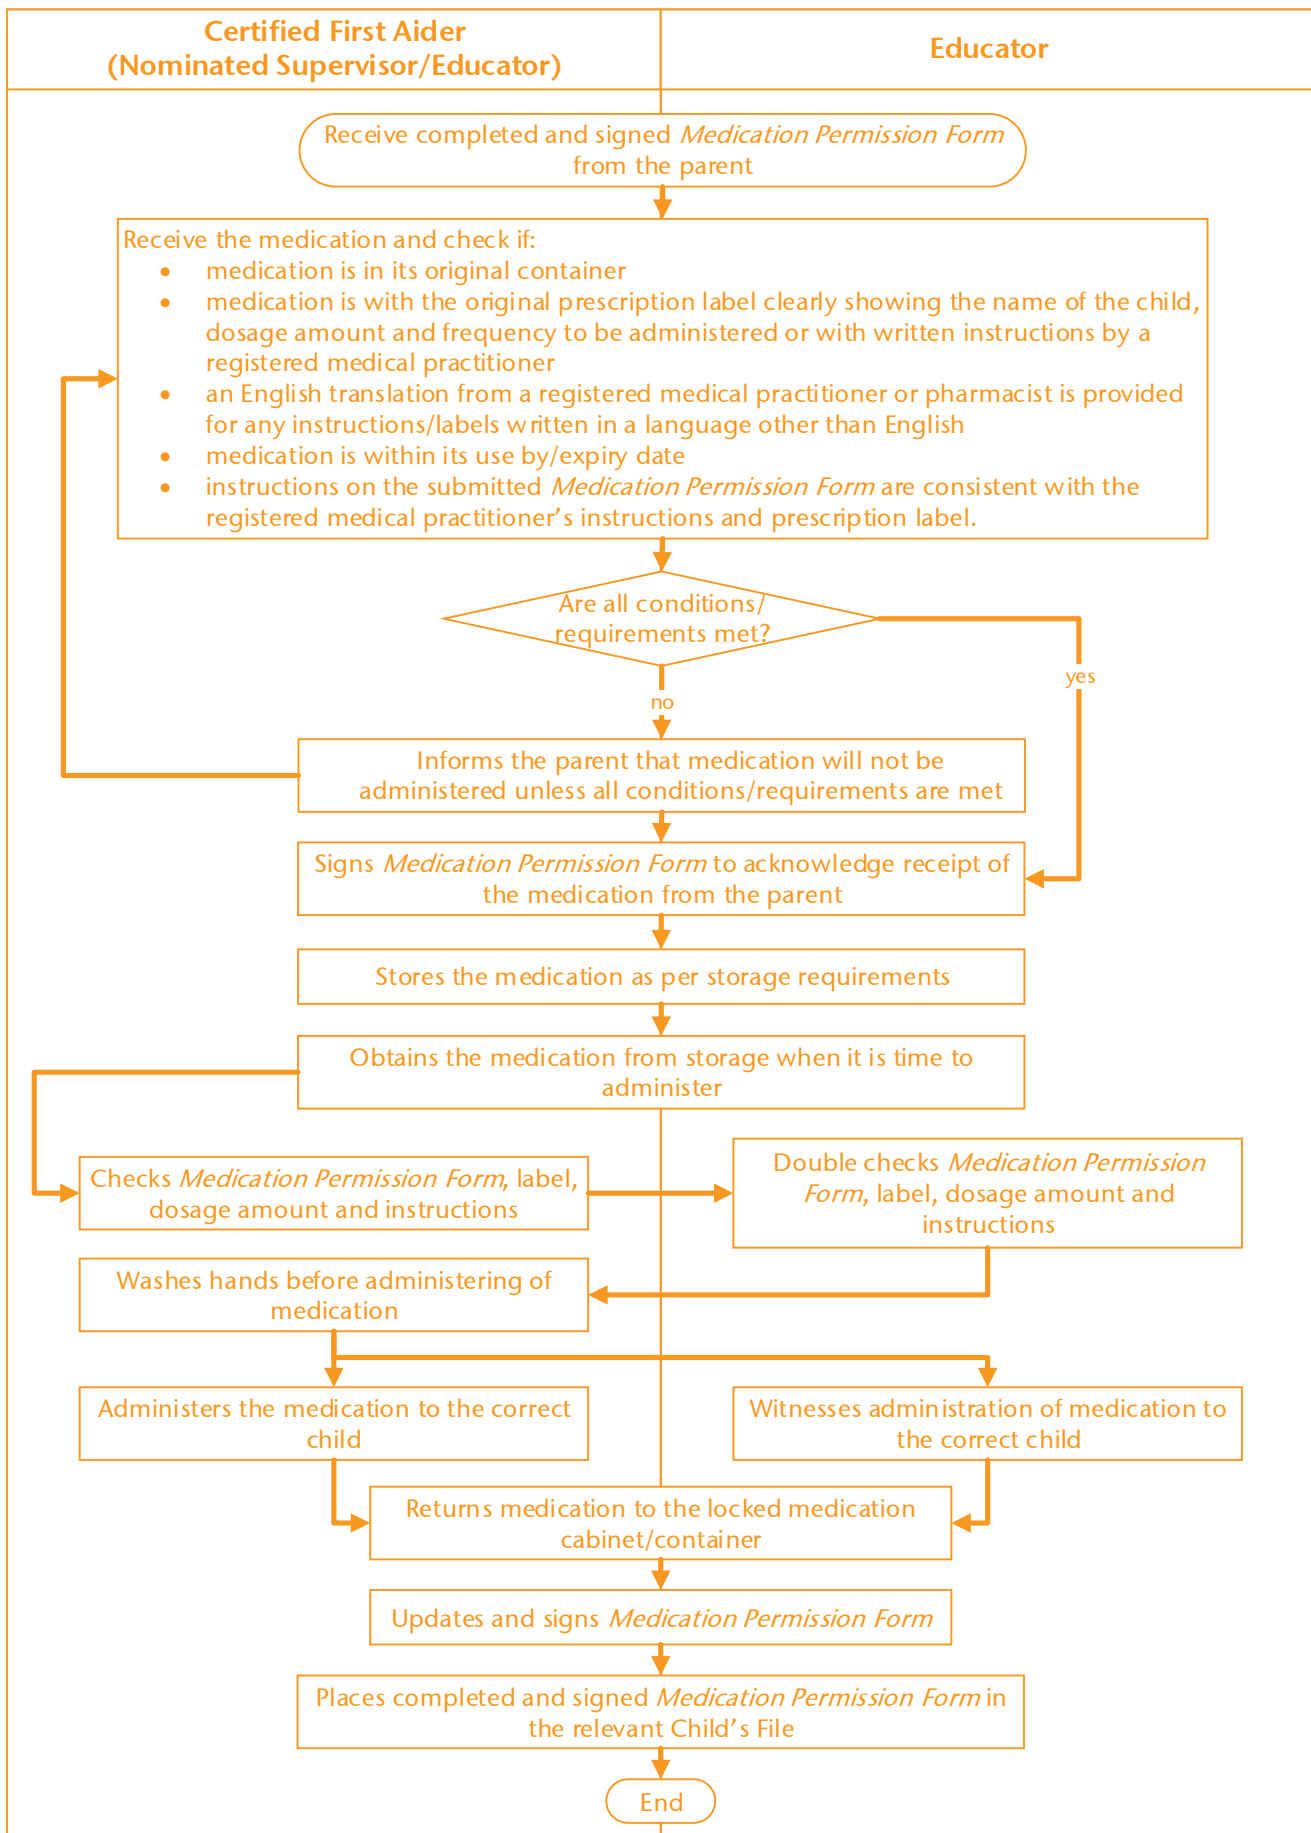 Certified First Aider
(Nominated Supervisor/Educator)
Educator
Receive completed and signed Medication Permission Form
from the parent
Receive the medication and check if:
• medication is in its original container
• medication is with the original prescription label clearly showing the name of the child,
dosage amount and frequency to be administered or with written instructions by a
registered medical practitioner
• an English translation from a registered medical practitioner or pharmacist is provided
for any instructions/labels written in a language other than English
• medication is within its use by/expiry date
• instructions on the submitted Medication Permission Form are consistent with the
registered medical practitioner’s instructions and prescription label.
Are all conditions/
requirements met?
yes
no
Informs the parent that medication will not be
administered unless all conditions/requirements are met
Signs Medication Permission Form to acknowledge receipt of
the medication from the parent
Stores the medication as per storage requirements
Obtains the medication from storage when it is time to
administer
Checks Medication Permission Form, label,
dosage amount and instructions
Double checks Medication Permission
Form, label, dosage amount and
instructions
Washes hands before administering of
medication
Administers the medication to the correct
child
Witnesses administration of medication to
the correct child
Returns medication to the locked medication
cabinet/container
Updates and signs Medication Permission Form
Places completed and signed Medication Permission Form in
the relevant Child’s File
End